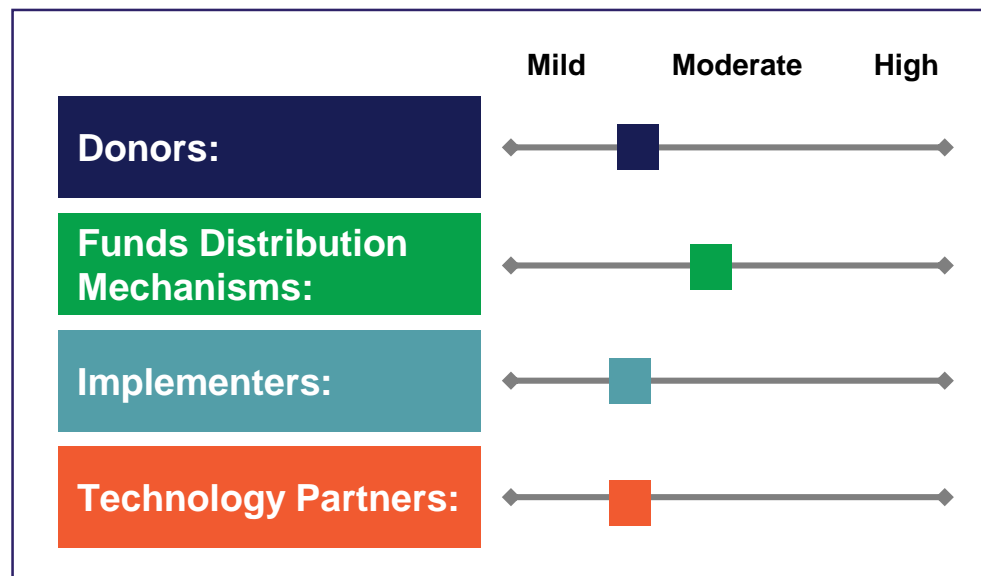 Mild Moderate High
Donors:
Funds Distribution
Mechanisms:
Implementers:
Technology Partners: